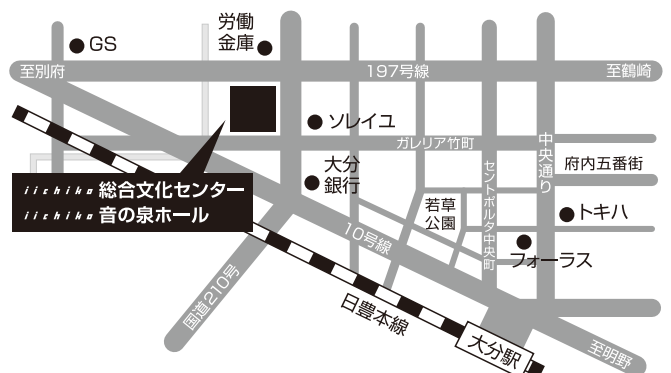 労働
金庫
GS
至別府
197号線
至鶴崎
ソレイユ
ガレリア竹町
中央通り
府内五番街
大分
銀行
セントポルタ中央町
iichiko 総合文化センター
iichiko 音の泉ホール
若草
公園
トキハ
10号線
フォーラス
国道210号
日豊本線
大分駅
至明野